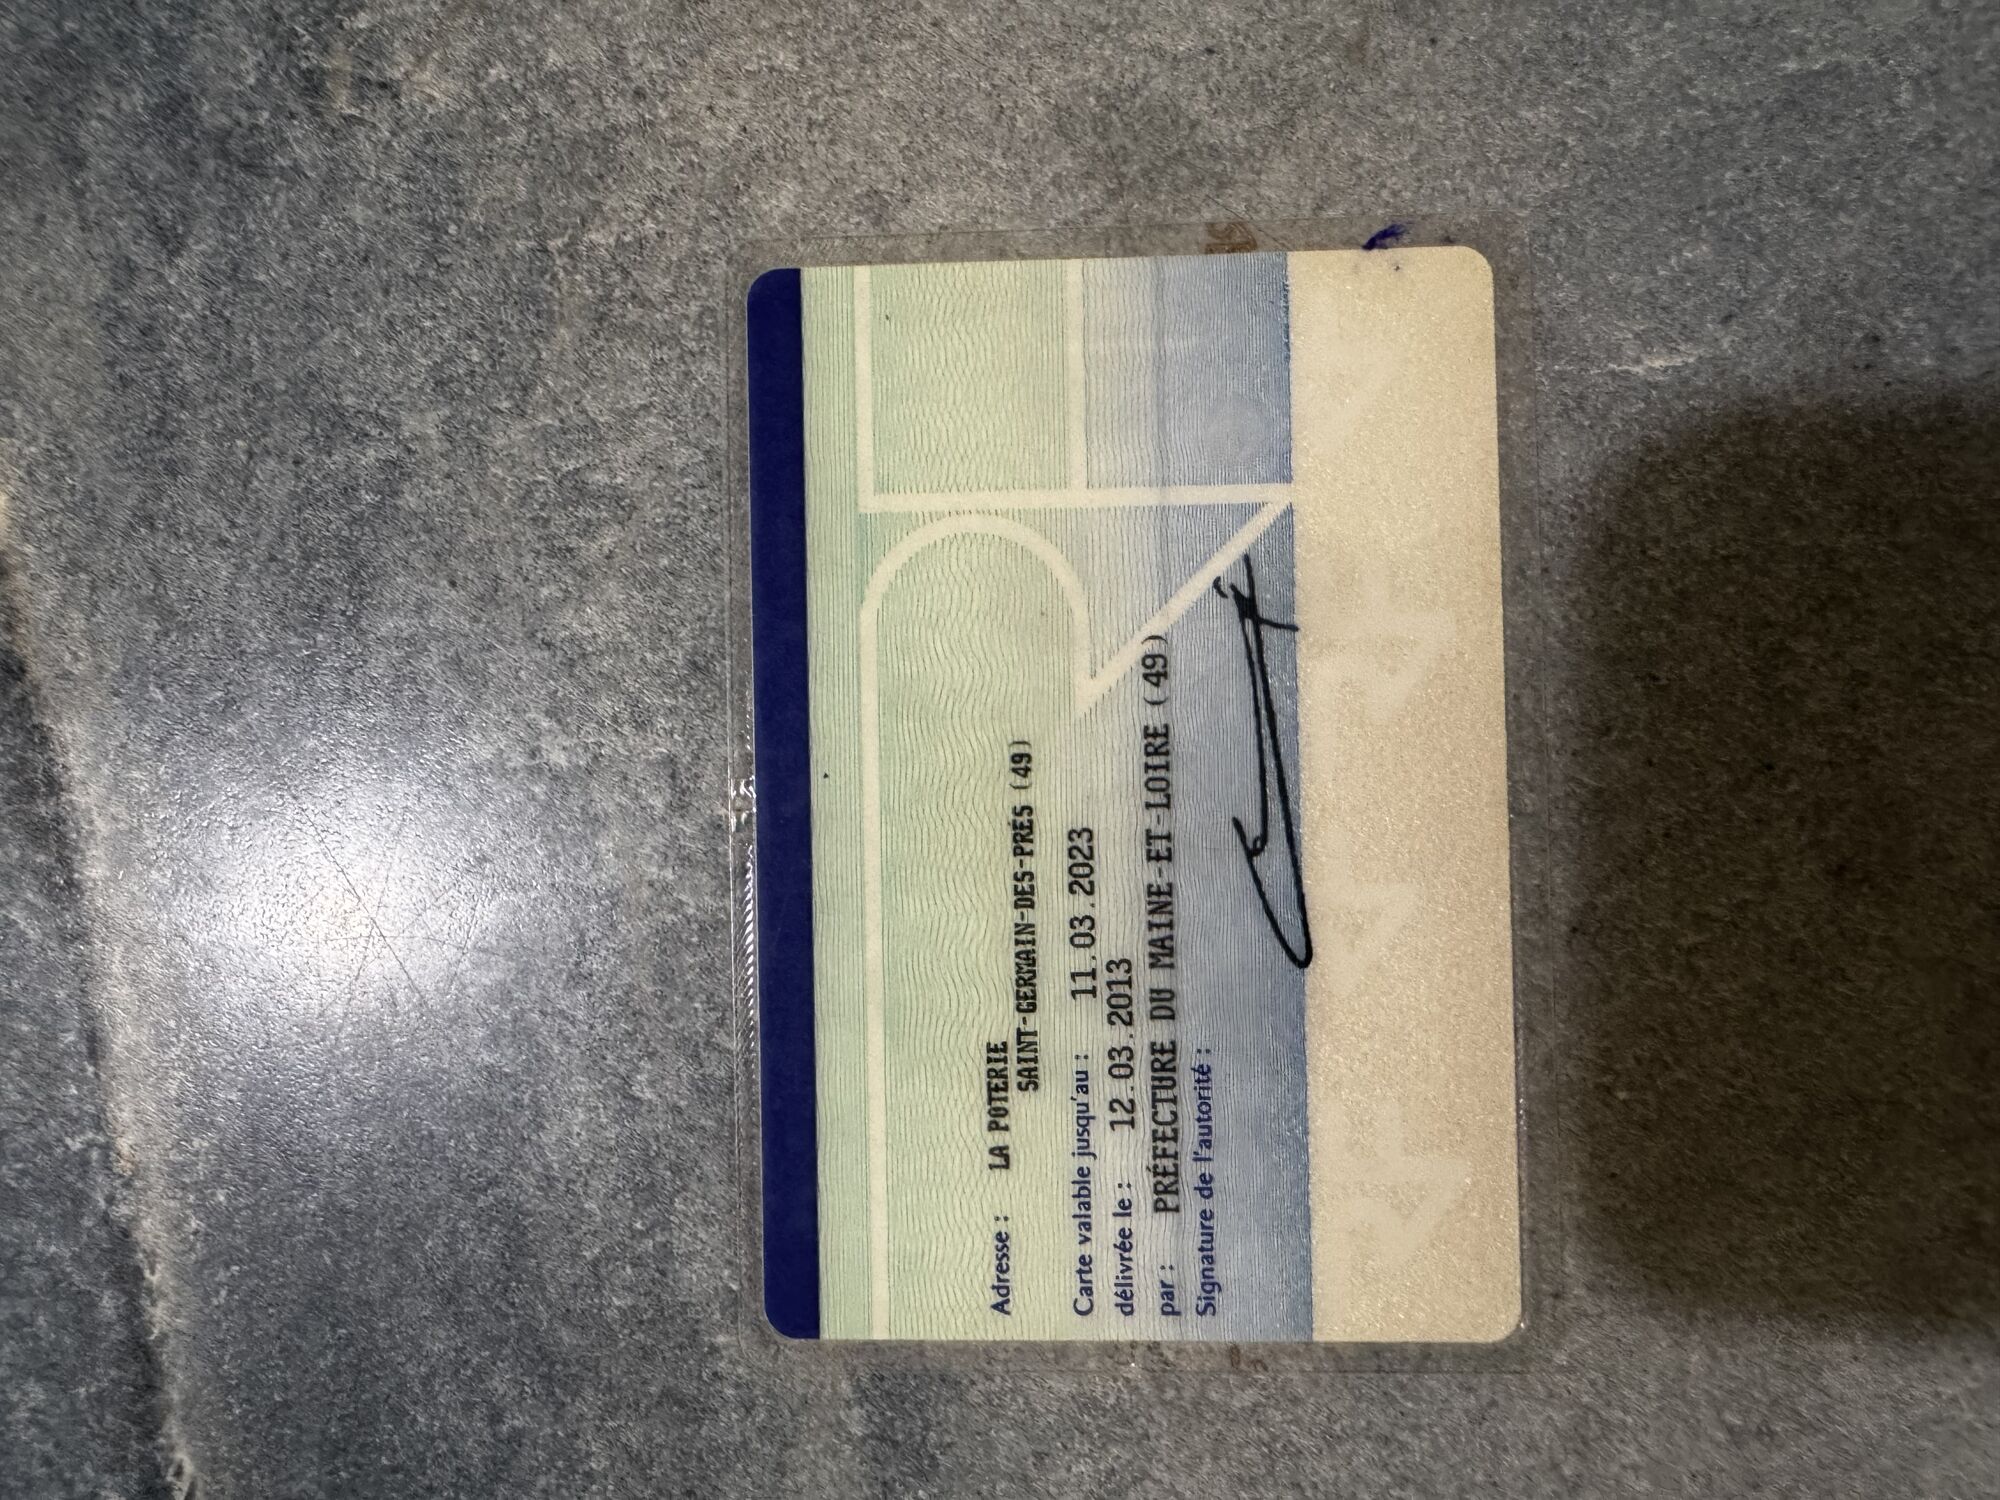 Adresse : LA POTERIE
SAINT-GERMAIN-DES-PRÉS (49)
Carte valable jusqu'au : 11.03.2023
délivrée le : 12.03.2013
par : PRÉFECTURE DU MAINE-ET-LOIRE (49)
Signature de l'autorité :